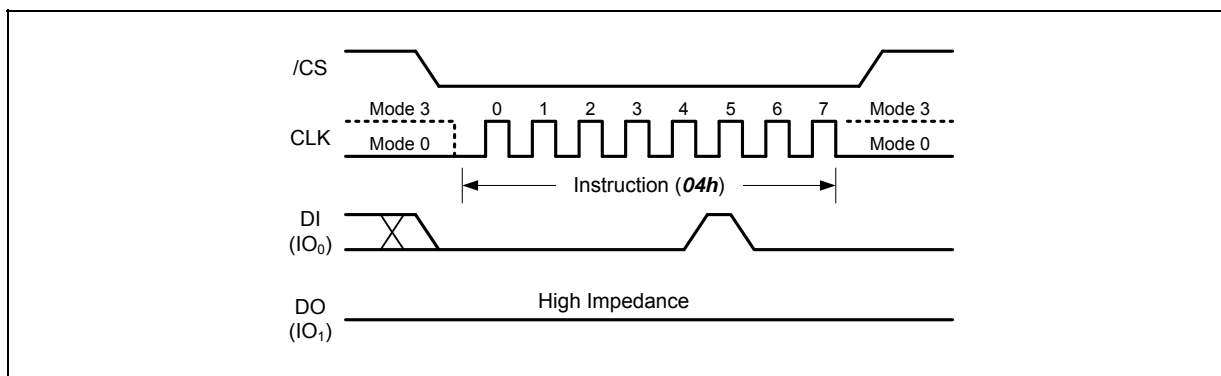 /CS
Mode 3 0 1 2 3 4 5 6 7 Mode 3
CLK
Mode 0 Mode 0
Instruction (04h)
DI
(IO₀)
High Impedance
DO
(IO₁)